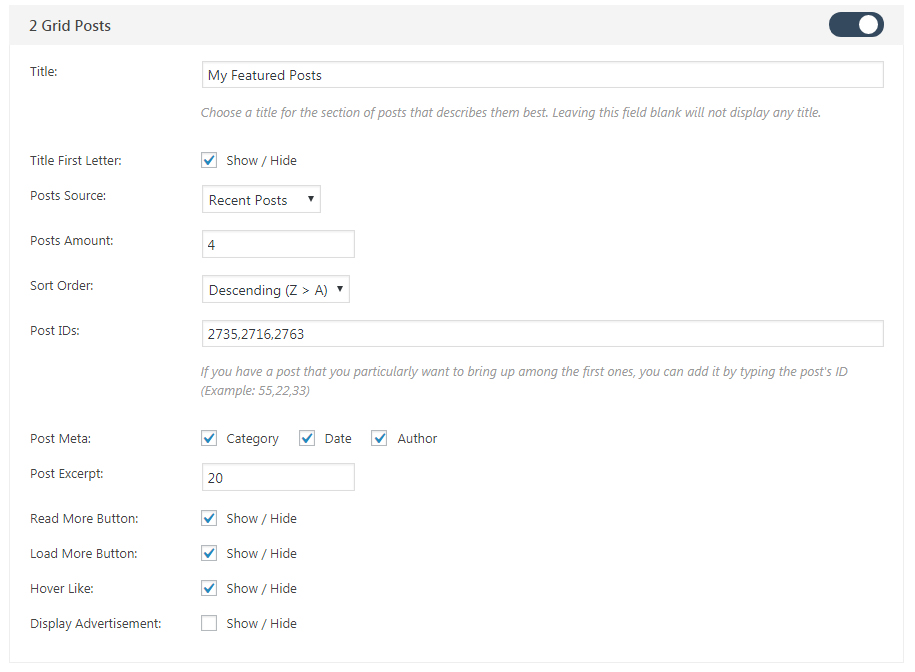 2 Grid Posts
Title:
My Featured Posts
Choose a title for the section of posts that describes them best. Leaving this field blank will not display any title.
Title First Letter:
Show / Hide
Posts Source:
Recent Posts
Posts Amount:
4
Sort Order:
Descending (Z > A)
Post IDs:
2735,2716,2763
If you have a post that you particularly want to bring up among the first ones, you can add it by typing the post's ID
(Example: 55,22,33)
Post Meta:
Category Date Author
Post Excerpt:
20
Read More Button:
Show / Hide
Load More Button:
Show / Hide
Hover Like:
Show / Hide
Display Advertisement:
Show / Hide